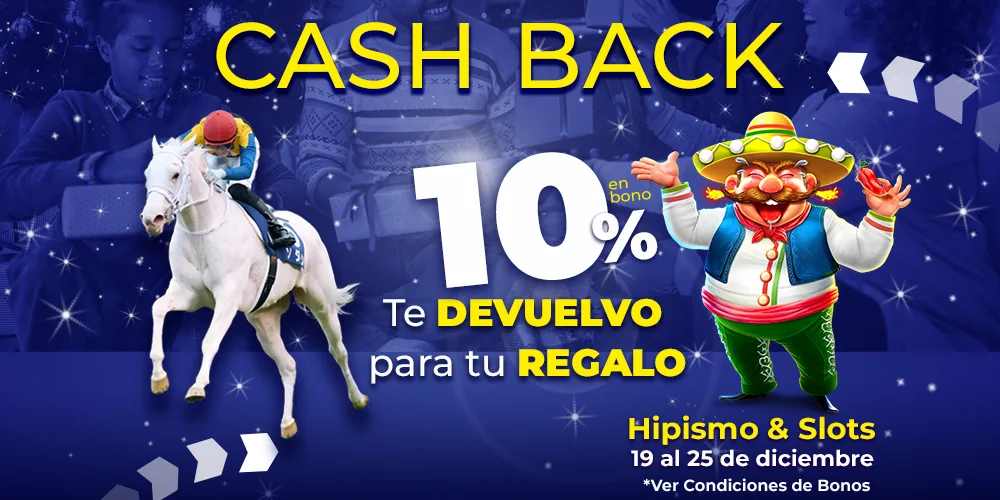 CASH BACK
10%
en
bono
Te DEVUELVO
para tu REGALO
Hipismo & Slots
19 al 25 de diciembre
*Ver Condiciones de Bonos